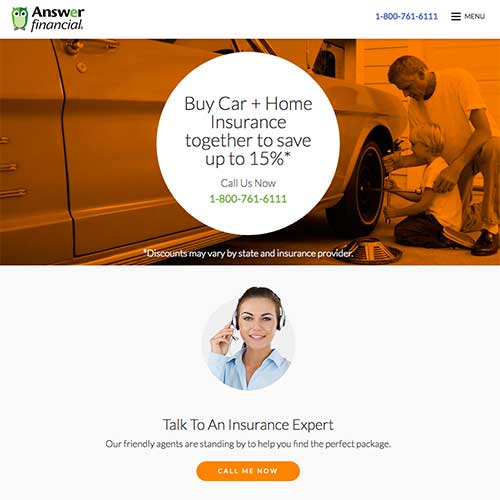 Answer
financial®
1-800-761-6111
MENU
Buy Car + Home
Insurance
together to save
up to 15%*
Call Us Now
1-800-761-6111
*Discounts may vary by state and insurance provider.
Talk To An Insurance Expert
Our friendly agents are standing by to help you find the perfect package.
CALL ME NOW